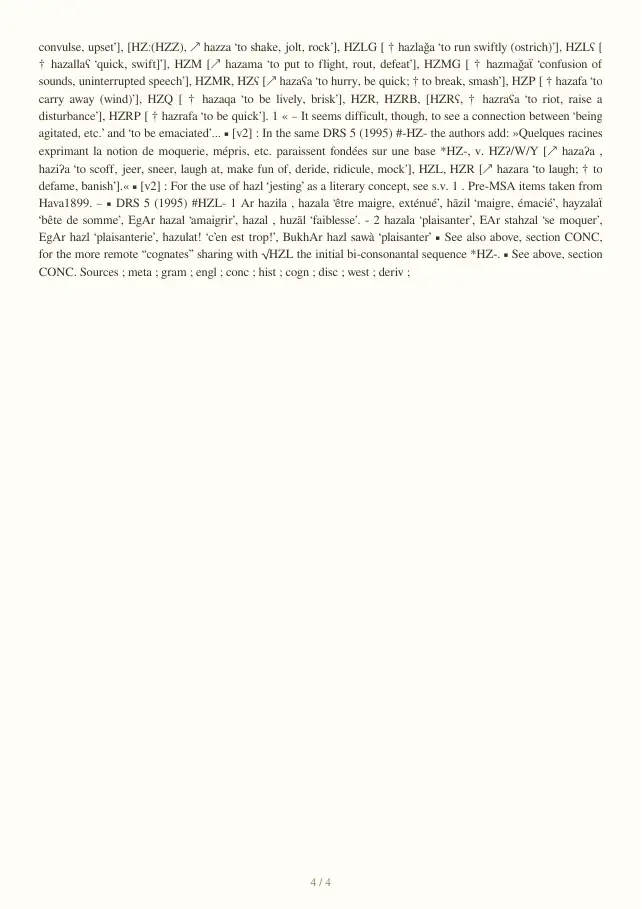 convulse, upset’], [HZː(HZZ), ↗ hazza ‘to shake, jolt, rock’], HZLG [ † hazlaǧa ‘to run swiftly (ostrich)’], HZLʕ [
† hazallaʕ ‘quick, swift]’], HZM [↗ hazama ‘to put to flight, rout, defeat’], HZMG [ † hazmaǧaẗ ‘confusion of
sounds, uninterrupted speech’], HZMR, HZʕ [↗ hazaʕa ‘to hurry, be quick; † to break, smash’], HZP [ † hazafa ‘to
carry away (wind)’], HZQ [ † hazaqa ‘to be lively, brisk’], HZR, HZRB, [HZRʕ, † hazraʕa ‘to riot, raise a
disturbance’], HZRP [ † hazrafa ‘to be quick’]. 1 « – It seems difficult, though, to see a connection between ‘being
agitated, etc.’ and ‘to be emaciated’... ▪ [v2] : In the same DRS 5 (1995) #-HZ- the authors add: »Quelques racines
exprimant la notion de moquerie, mépris, etc. paraissent fondées sur une base *HZ-, v. HZʔ/W/Y [↗ hazaʔa ,
haziʔa ‘to scoff, jeer, sneer, laugh at, make fun of, deride, ridicule, mock’], HZL, HZR [↗ hazara ‘to laugh; † to
defame, banish’].« ▪ [v2] : For the use of hazl ‘jesting’ as a literary concept, see s.v. 1 . Pre-MSA items taken from
Hava1899. – ▪ DRS 5 (1995) #HZL- 1 Ar hazila , hazala ‘être maigre, exténué’, hāzil ‘maigre, émacié’, hayzalaẗ
‘bête de somme’, EgAr hazal ‘amaigrir’, hazal , huzāl ‘faiblesse’. - 2 hazala ‘plaisanter’, EAr stahzal ‘se moquer’,
EgAr hazl ‘plaisanterie’, hazulat! ‘c’en est trop!’, BukhAr hazl sawà ‘plaisanter’ ▪ See also above, section CONC,
for the more remote “cognates” sharing with √HZL the initial bi-consonantal sequence *HZ-. ▪ See above, section
CONC. Sources ; meta ; gram ; engl ; conc ; hist ; cogn ; disc ; west ; deriv ;
4 / 4